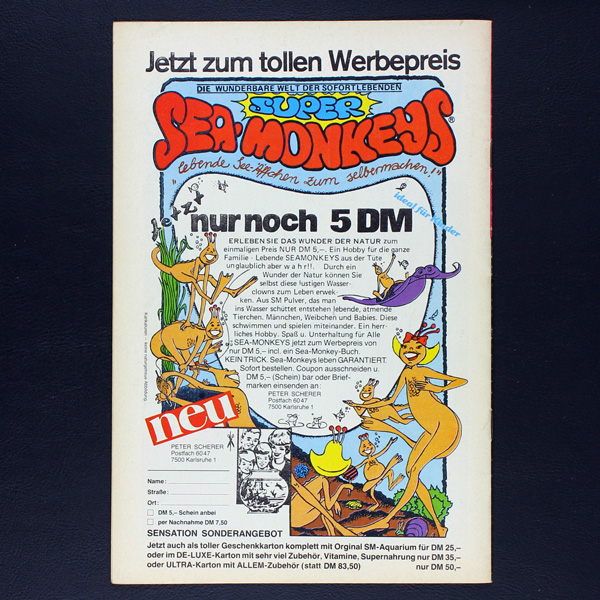 Jetzt zum tollen Werbepreis
DIE WUNDERBARE WELT DER SOFORTLEBENDEN
SUPER
SEA-MONKEYS®
"lebende See-Äffchen zum selbermachen!"
ideal für Kinder
jetzt
nur noch 5 DM
ERLEBEN SIE DAS WUNDER DER NATUR zum
einmaligen Preis NUR DM 5,–. Ein Hobby für die ganze
Familie - Lebende SEAMONKEYS aus der Tüte
unglaublich aber w a h r!!. Durch ein
Wunder der Natur können Sie
selbst diese lustigen Wasser-
clowns zum Leben erwek-
ken. Aus SM Pulver, das man
ins Wasser schüttet entstehen lebende, atmende
Tierchen. Männchen, Weibchen und Babies. Diese
schwimmen und spielen miteinander. Ein herr-
liches Hobby. Spaß u. Unterhaltung für Alle
SEA-MONKEYS jetzt zum Werbepreis von
nur DM 5,– incl. ein Sea-Monkey-Buch.
KEIN TRICK. Sea-Monkeys leben GARANTIERT.
Sofort bestellen. Coupon ausschneiden u.
DM 5,– (Schein) bar oder Brief-
marken einsenden an:
PETER SCHERER
Postfach 60 47
7500 Karlsruhe 1
neu
PETER SCHERER
Postfach 60 47
7500 Karlsruhe 1
Name:
Straße:
Ort:
DM 5,– Schein anbei
per Nachnahme DM 7,50
SENSATION SONDERANGEBOT
Jetzt auch als toller Geschenkkarton komplett mit Orginal SM-Aquarium für DM 25,–
oder im DE-LUXE-Karton mit sehr viel Zubehör, Vitamine, Supernahrung nur DM 35,–
oder ULTRA-Karton mit ALLEM-Zubehör (statt DM 83,50) nur DM 50,–